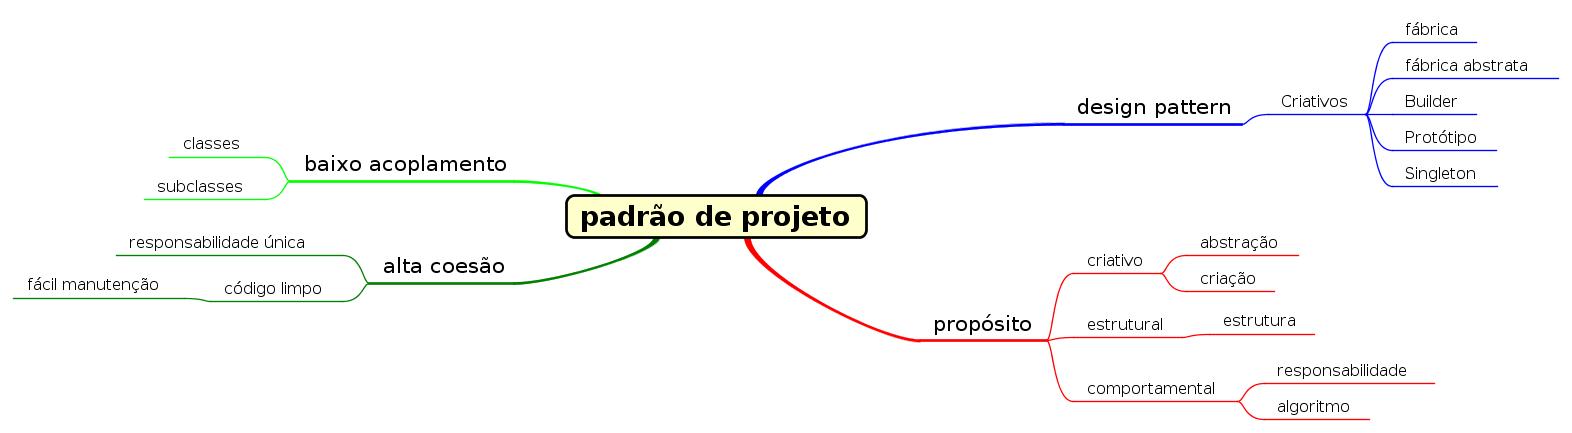 padrão de projeto
design pattern
Criativos
fábrica
fábrica abstrata
Builder
Protótipo
Singleton
propósito
criativo
abstração
criação
estrutural
estrutura
comportamental
responsabilidade
algoritmo
baixo acoplamento
classes
subclasses
alta coesão
responsabilidade única
código limpo
fácil manutenção